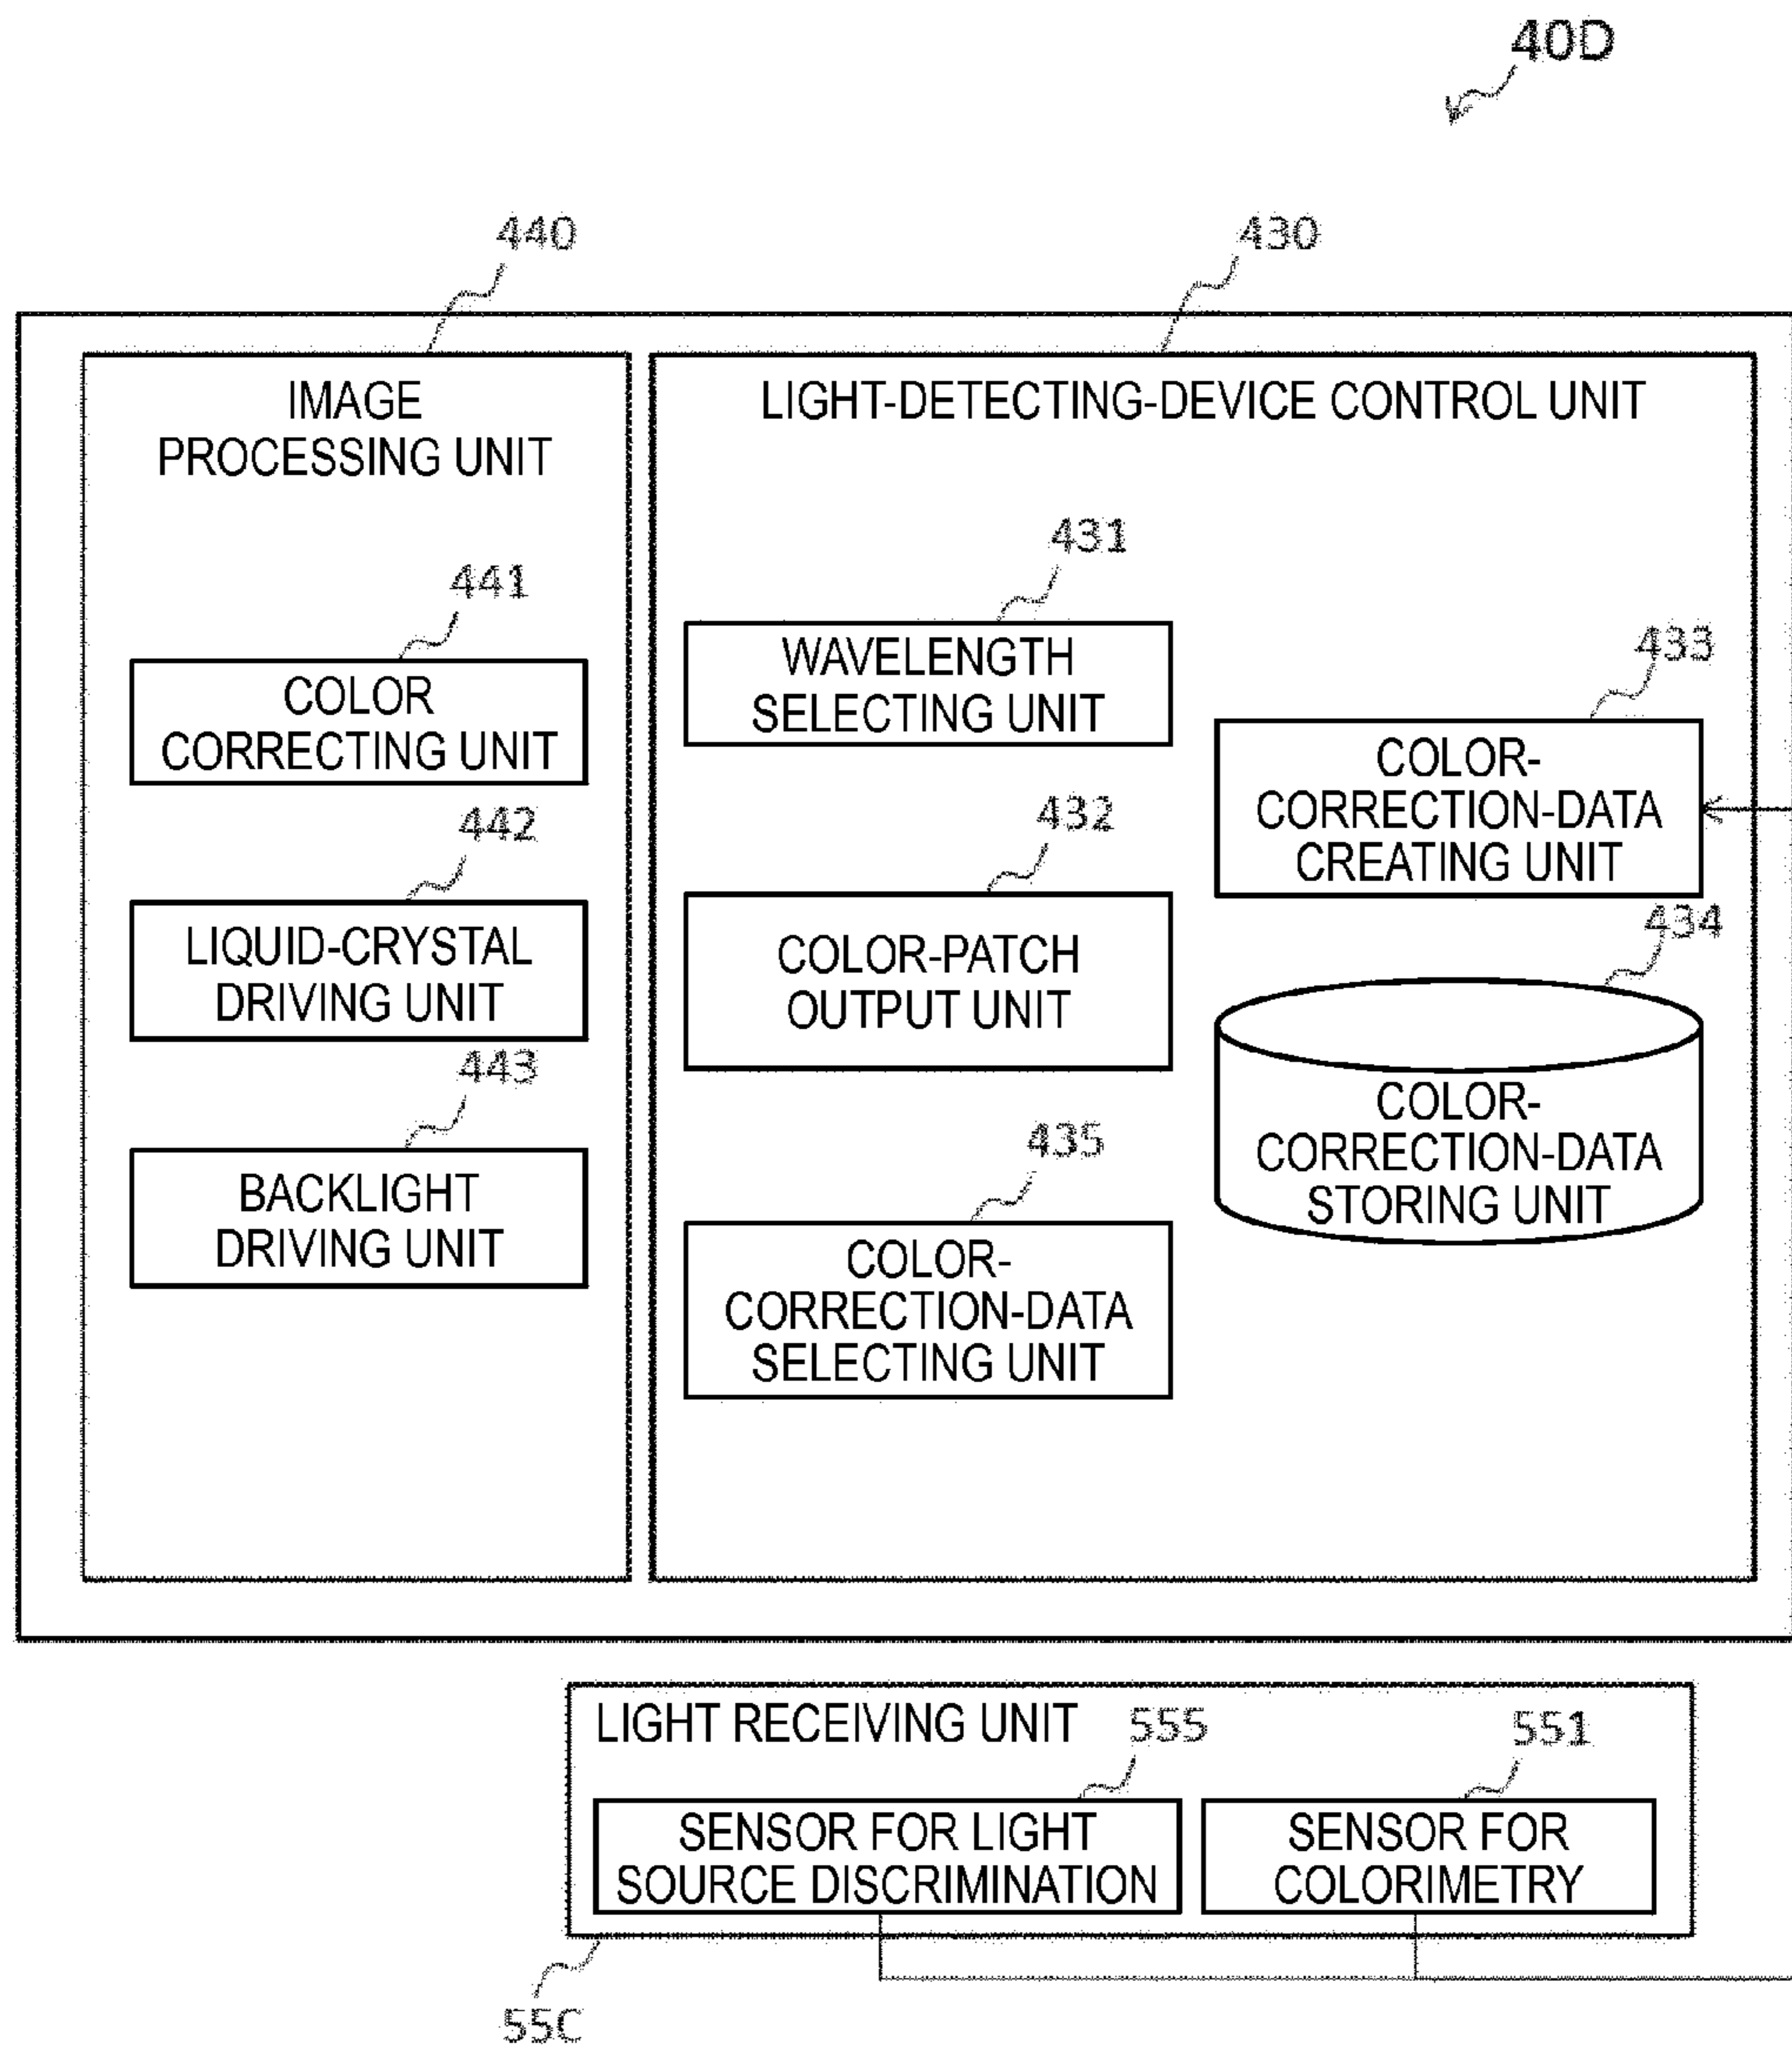 40D
440
430
IMAGE
PROCESSING UNIT
LIGHT-DETECTING-DEVICE CONTROL UNIT
441
COLOR
CORRECTING UNIT
442
LIQUID-CRYSTAL
DRIVING UNIT
443
BACKLIGHT
DRIVING UNIT
431
WAVELENGTH
SELECTING UNIT
432
COLOR-PATCH
OUTPUT UNIT
435
COLOR-
CORRECTION-DATA
SELECTING UNIT
433
COLOR-
CORRECTION-DATA
CREATING UNIT
434
COLOR-
CORRECTION-DATA
STORING UNIT
LIGHT RECEIVING UNIT
555
SENSOR FOR LIGHT
SOURCE DISCRIMINATION
551
SENSOR FOR
COLORIMETRY
55C